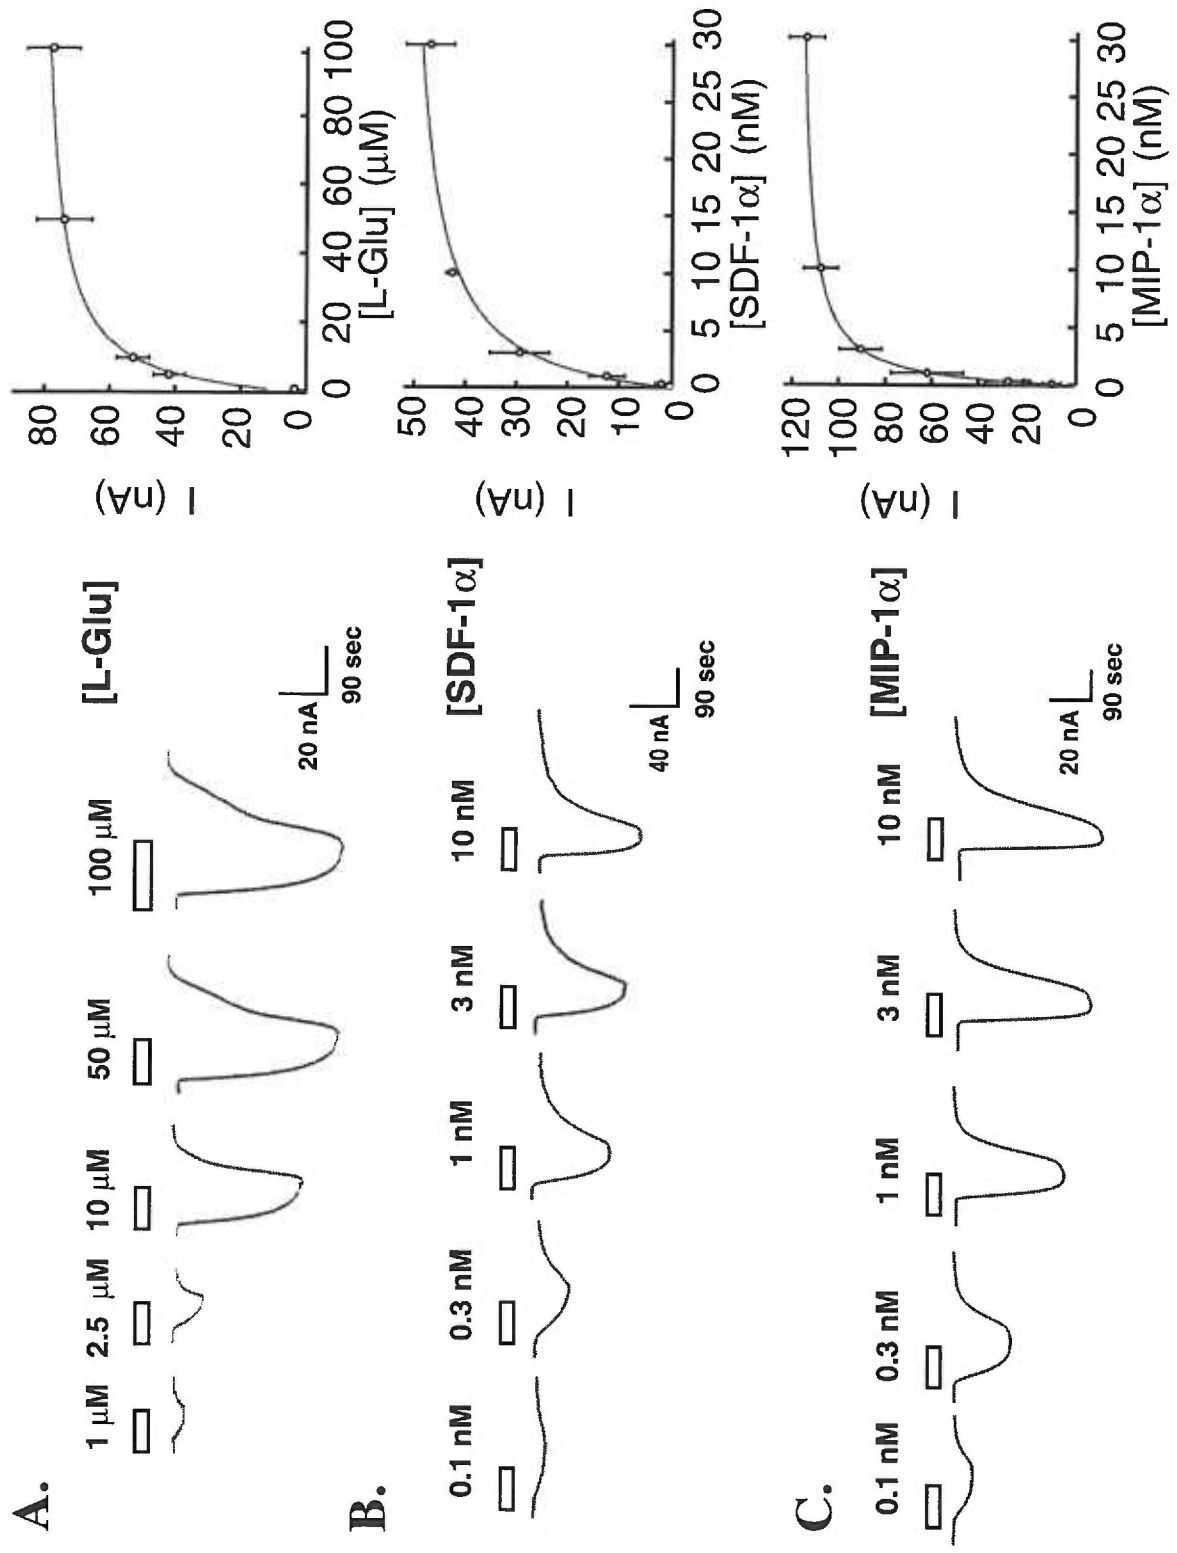 A.
1 μM 2.5 μM 10 μM 50 μM 100 μM [L-Glu]
20 nA
90 sec
I (nA)
80
60
40
20
0
0 20 40 60 80 100
[L-Glu] (μM)
B.
0.1 nM 0.3 nM 1 nM 3 nM 10 nM [SDF-1α]
40 nA
90 sec
I (nA)
50
40
30
20
10
0
0 5 10 15 20 25 30
[SDF-1α] (nM)
C.
0.1 nM 0.3 nM 1 nM 3 nM 10 nM [MIP-1α]
20 nA
90 sec
I (nA)
120
100
80
60
40
20
0
0 5 10 15 20 25 30
[MIP-1α] (nM)